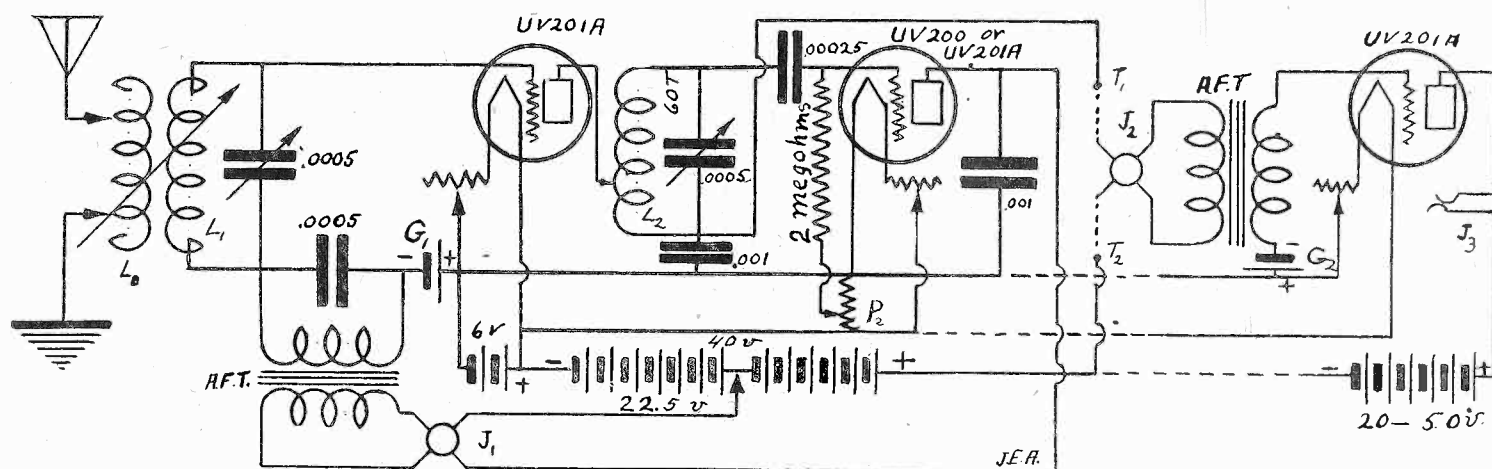 UV201A
UV200 or
UV201A
UV201A
.00025
60T
T1
A.F.T
J2
.0005
.0005
2 megohms
.001
L2
L1
L0
.0005
G1
-
+
.001
T2
-
G2
+
J3
P2
6v
+
-
40v
+
22.5 v
-
+
20-50v.
A.F.T.
J1
J.E.A.